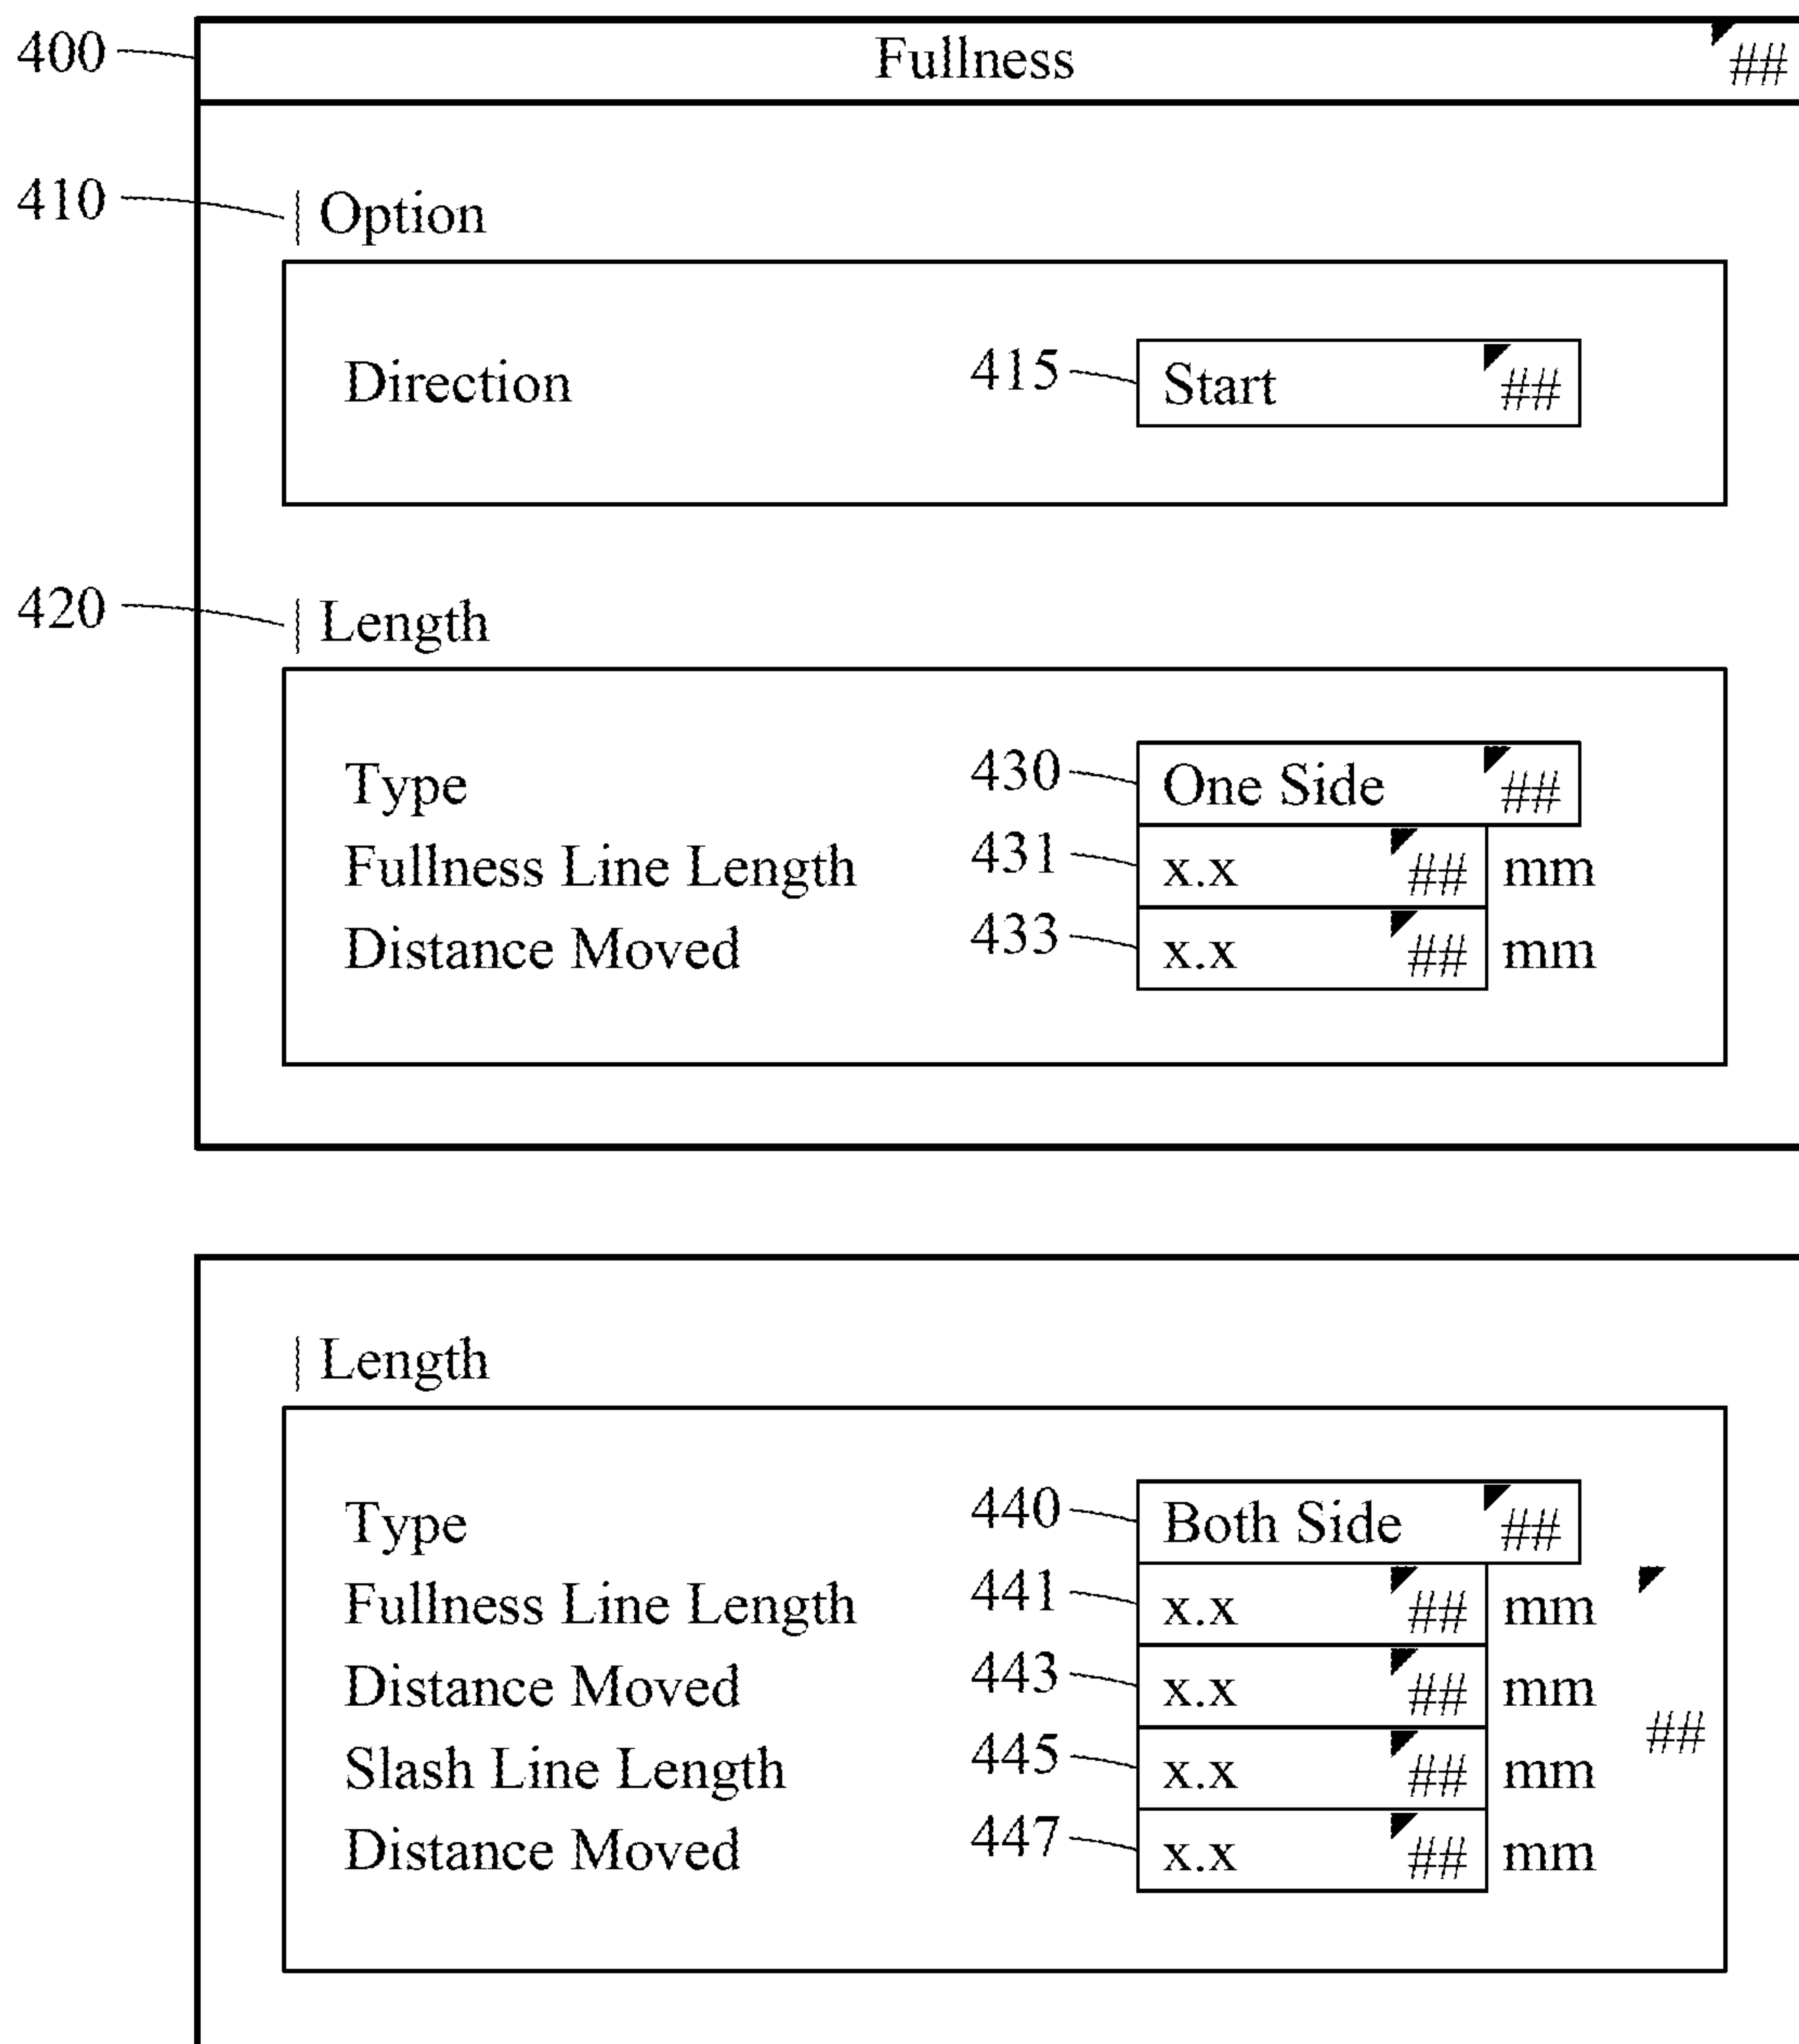 400 Fullness ##
410 | Option
Direction 415 Start ##
420 | Length
Type 430 One Side ##
Fullness Line Length 431 x.x ## mm
Distance Moved 433 x.x ## mm
| Length
Type 440 Both Side ##
Fullness Line Length 441 x.x ## mm
Distance Moved 443 x.x ## mm
##
Slash Line Length 445 x.x ## mm
Distance Moved 447 x.x ## mm